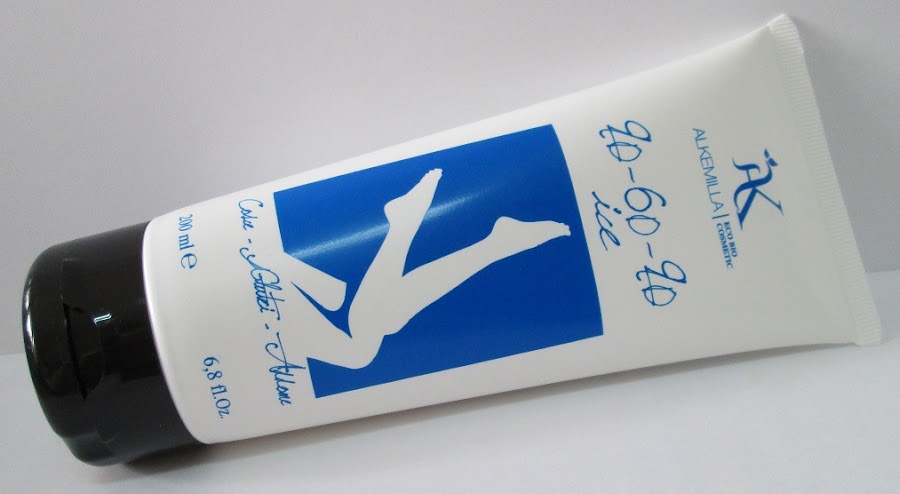 AK
ALKEMILLA | ECO BIO
COSMETIC
90-60-90
ice
Cosce - Glutei - Addome
200 ml ℮
6,8 fl.Oz.